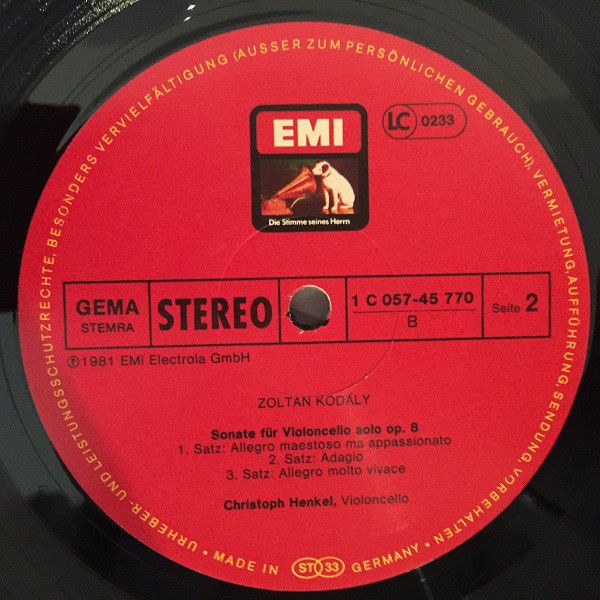 URHEBER- UND LEISTUNGSSCHUTZRECHTE, BESONDERS VERVIELFÄLTIGUNG (AUSSER ZUM PERSÖNLICHEN GEBRAUCH), VERMIETUNG, AUFFÜHRUNG, SENDUNG VORBEHALTEN •
EMI
Die Stimme seines Herrn
LC 0233
GEMA
STEMRA
STEREO
1 C 057-45 770
B
Seite 2
Ⓟ1981 EMI Electrola GmbH
ZOLTAN KODÁLY
Sonate für Violoncello solo op. 8
1. Satz: Allegro maestoso ma appassionato
2. Satz: Adagio
3. Satz: Allegro molto vivace
Christoph Henkel, Violoncello
• MADE IN ST 33 GERMANY •